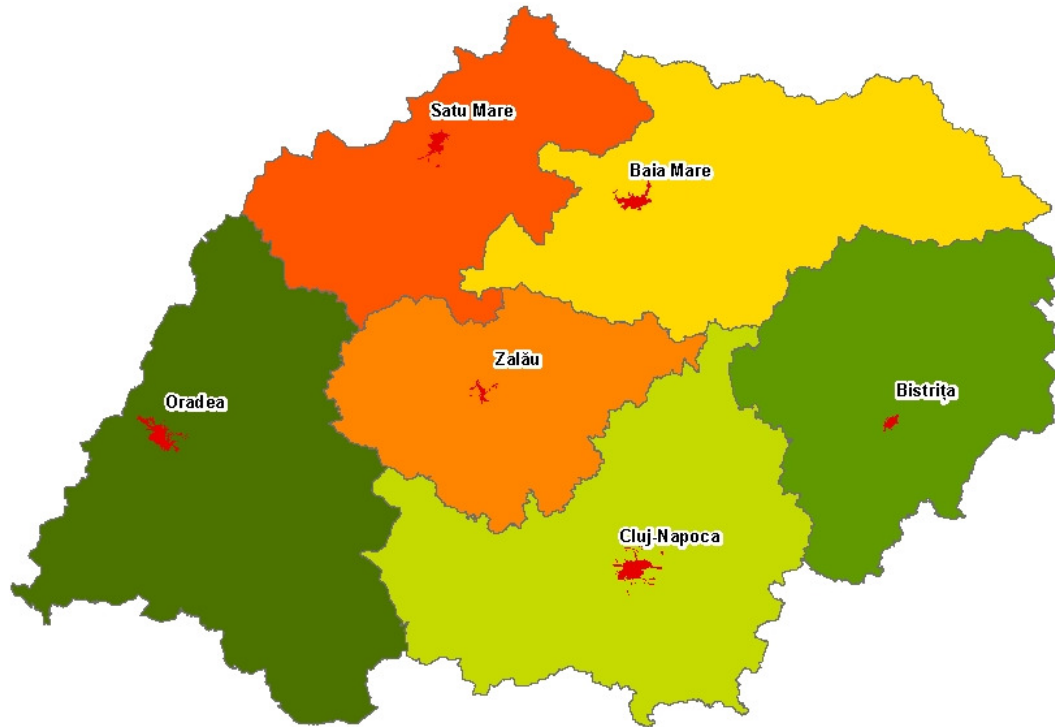 Satu Mare
Baia Mare
Zalău
Oradea
Bistrița
Cluj-Napoca